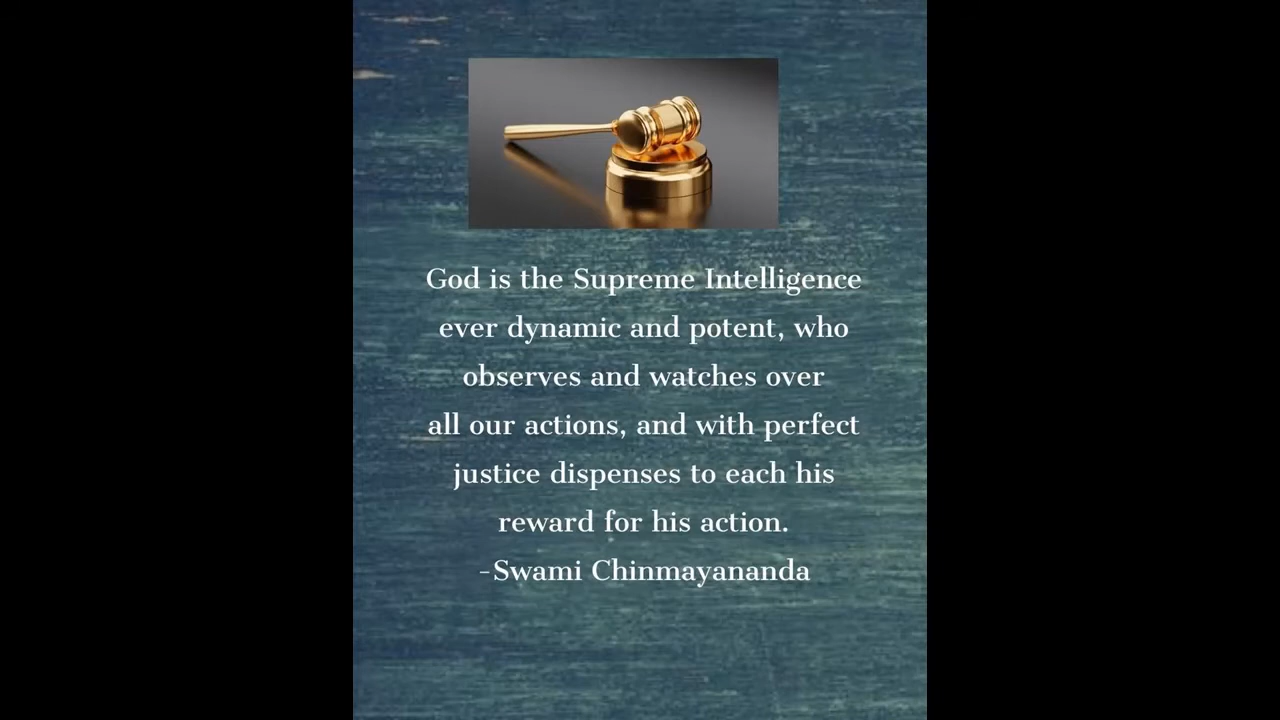 God is the Supreme Intelligence
ever dynamic and potent, who
observes and watches over
all our actions, and with perfect
justice dispenses to each his
reward for his action.
-Swami Chinmayananda